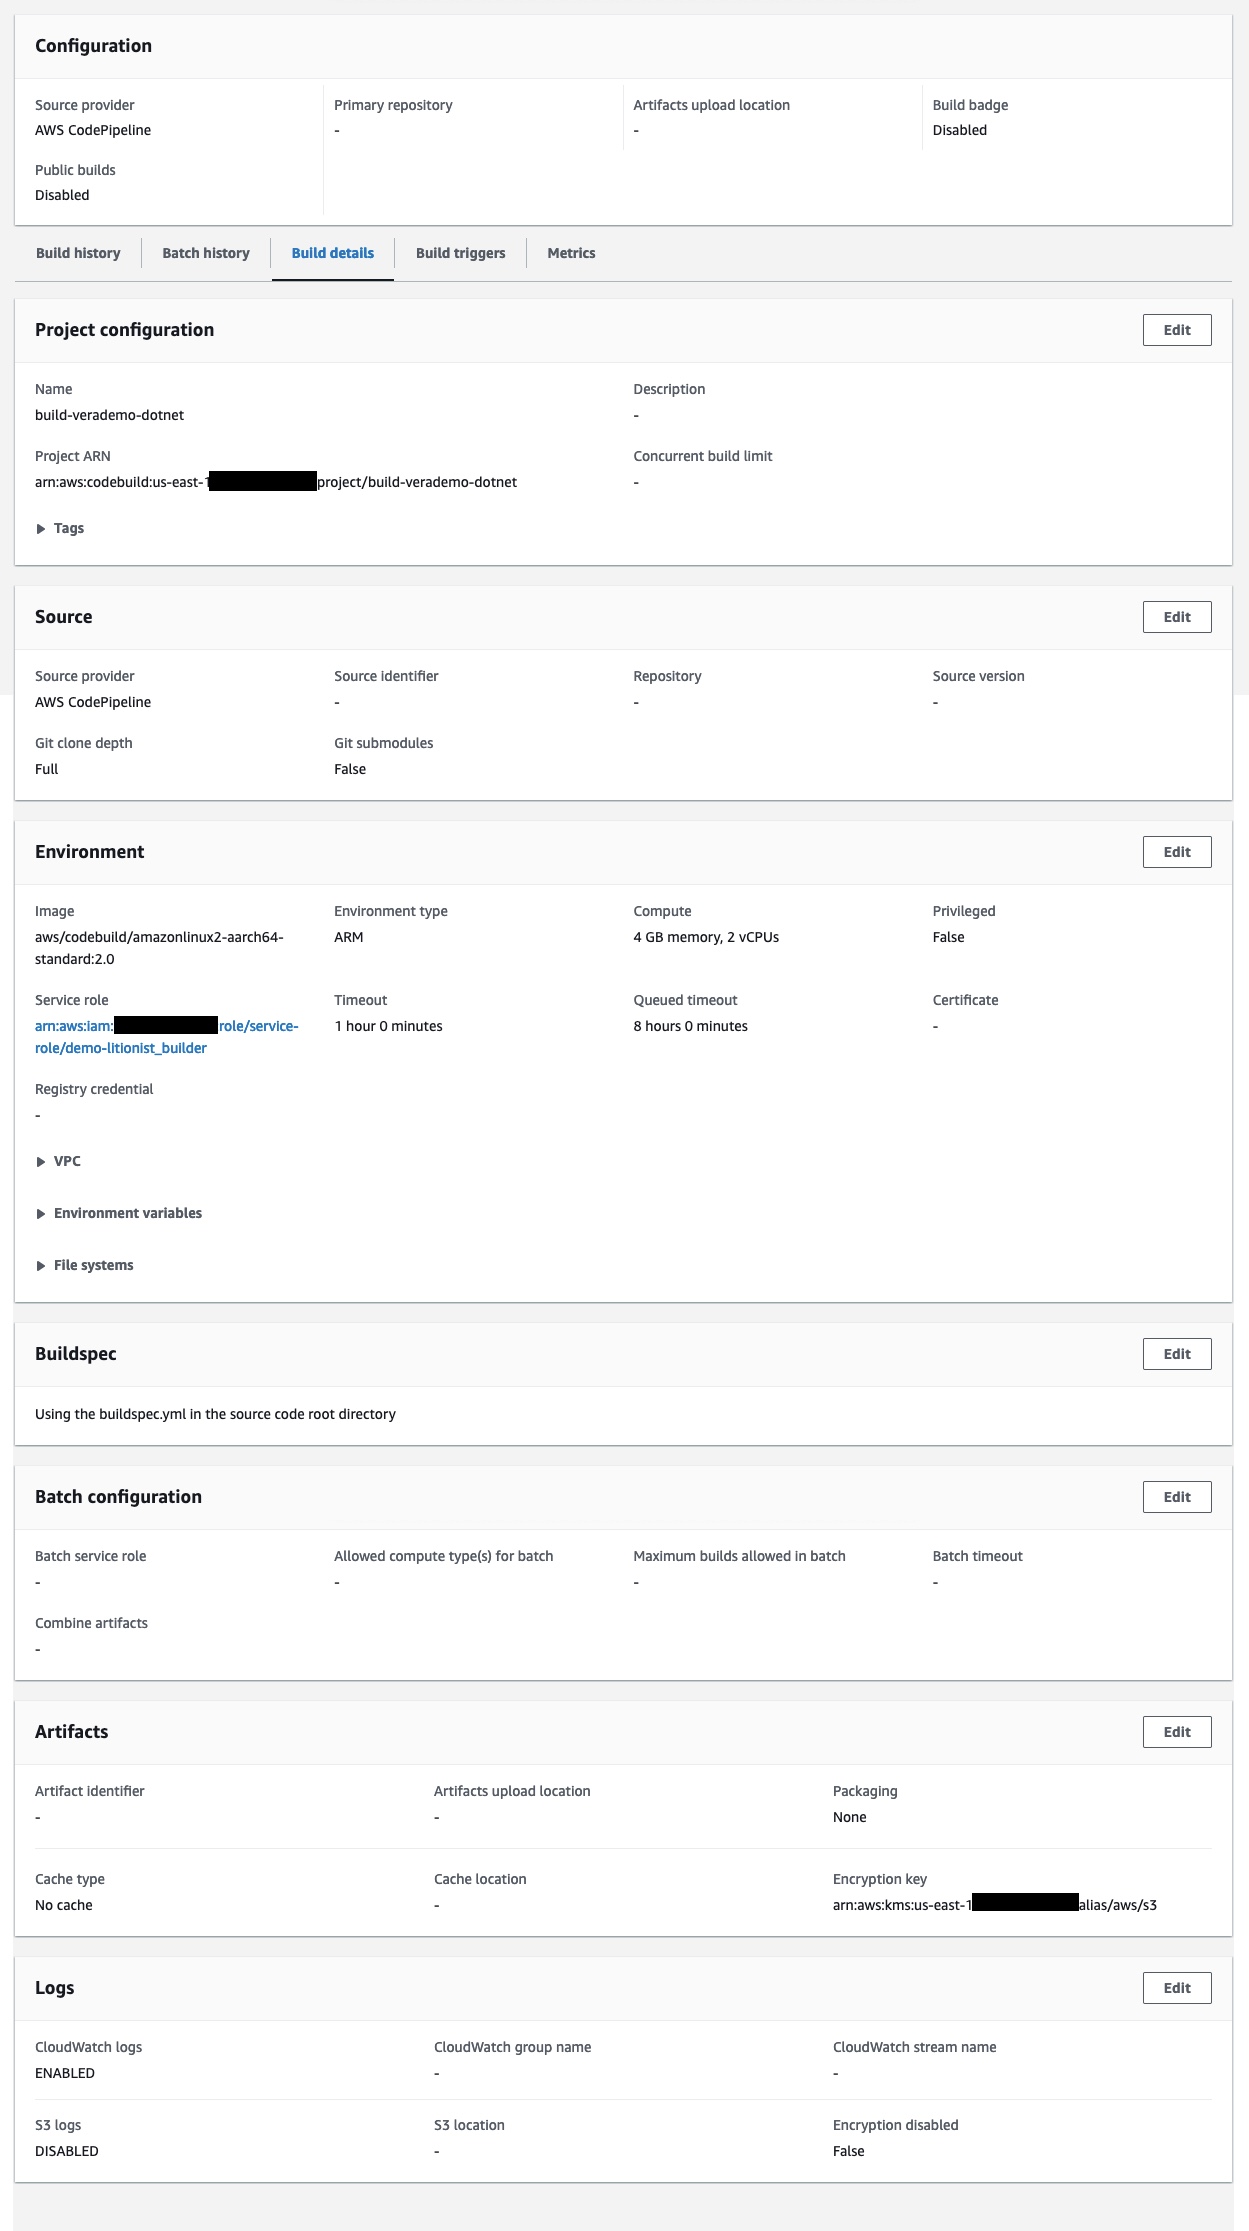 Configuration
Source provider
AWS CodePipeline
Primary repository
-
Artifacts upload location
-
Build badge
Disabled
Public builds
Disabled
Build history
Batch history
Build details
Build triggers
Metrics
Project configuration
Edit
Name
build-verademo-dotnet
Description
-
Project ARN
arn:aws:codebuild:us-east-1 project/build-verademo-dotnet
Concurrent build limit
-
Tags
Source
Edit
Source provider
AWS CodePipeline
Source identifier
-
Repository
-
Source version
-
Git clone depth
Full
Git submodules
False
Environment
Edit
Image
aws/codebuild/amazonlinux2-aarch64-
standard:2.0
Environment type
ARM
Compute
4 GB memory, 2 vCPUs
Privileged
False
Service role
arn:aws:iam: role/service-
role/demo-litionist_builder
Timeout
1 hour 0 minutes
Queued timeout
8 hours 0 minutes
Certificate
-
Registry credential
-
VPC
Environment variables
File systems
Buildspec
Edit
Using the buildspec.yml in the source code root directory
Batch configuration
Edit
Batch service role
-
Allowed compute type(s) for batch
-
Maximum builds allowed in batch
-
Batch timeout
-
Combine artifacts
-
Artifacts
Edit
Artifact identifier
-
Artifacts upload location
-
Packaging
None
Cache type
No cache
Cache location
-
Encryption key
arn:aws:kms:us-east-1 alias/aws/s3
Logs
Edit
CloudWatch logs
ENABLED
CloudWatch group name
-
CloudWatch stream name
-
S3 logs
DISABLED
S3 location
-
Encryption disabled
False